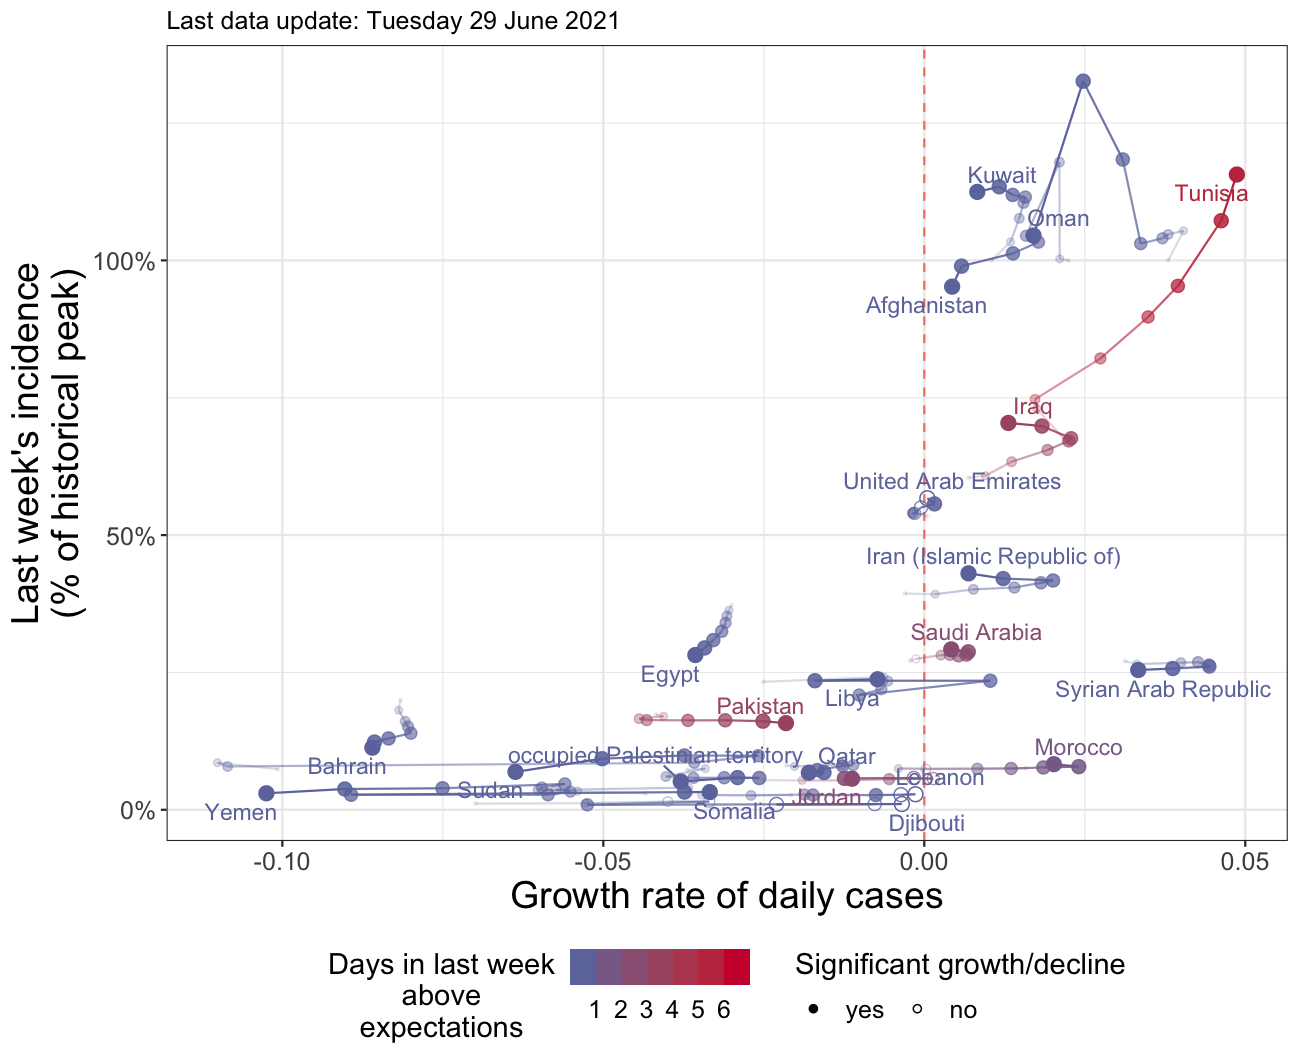 Last data update: Tuesday 29 June 2021
Last week's incidence
(% of historical peak)
100%
50%
0%
Kuwait
Tunisia
Oman
Afghanistan
Iraq
United Arab Emirates
Iran (Islamic Republic of)
Saudi Arabia
Egypt
Syrian Arab Republic
Libya
Pakistan
Morocco
occupied Palestinian territory
Qatar
Bahrain
Lebanon
Sudan
Jordan
Yemen
Somalia
Djibouti
-0.10
-0.05
0.00
0.05
Growth rate of daily cases
Days in last week
above
expectations
1 2 3 4 5 6
Significant growth/decline
yes
no